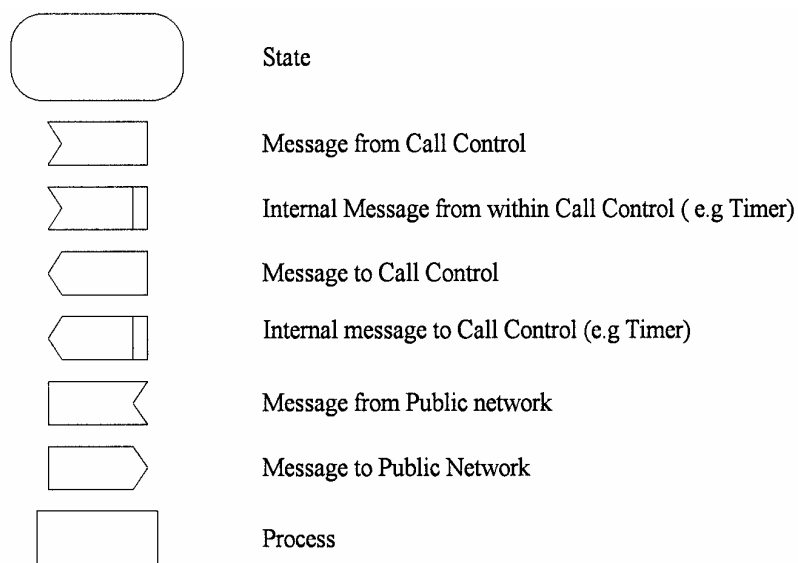 State
Message from Call Control
Internal Message from within Call Control ( e.g Timer)
Message to Call Control
Internal message to Call Control (e.g Timer)
Message from Public network
Message to Public Network
Process